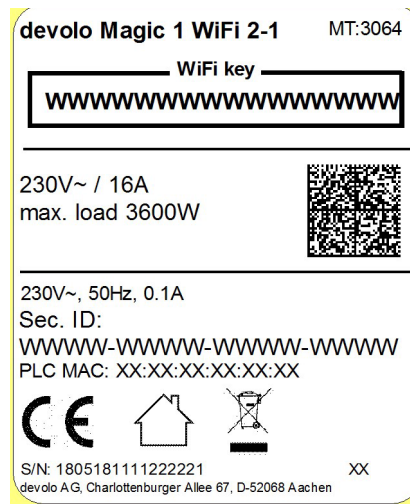 devolo Magic 1 WiFi 2-1 MT:3064
WiFi key
WWWWWWWWWWWWWWWW
230V~ / 16A
max. load 3600W
230V~, 50Hz, 0.1A
Sec. ID:
WWWW-WWWW-WWWW-WWWW
PLC MAC: XX:XX:XX:XX:XX:XX
CE
S/N: 1805181111222221 XX
devolo AG, Charlottenburger Allee 67, D-52068 Aachen